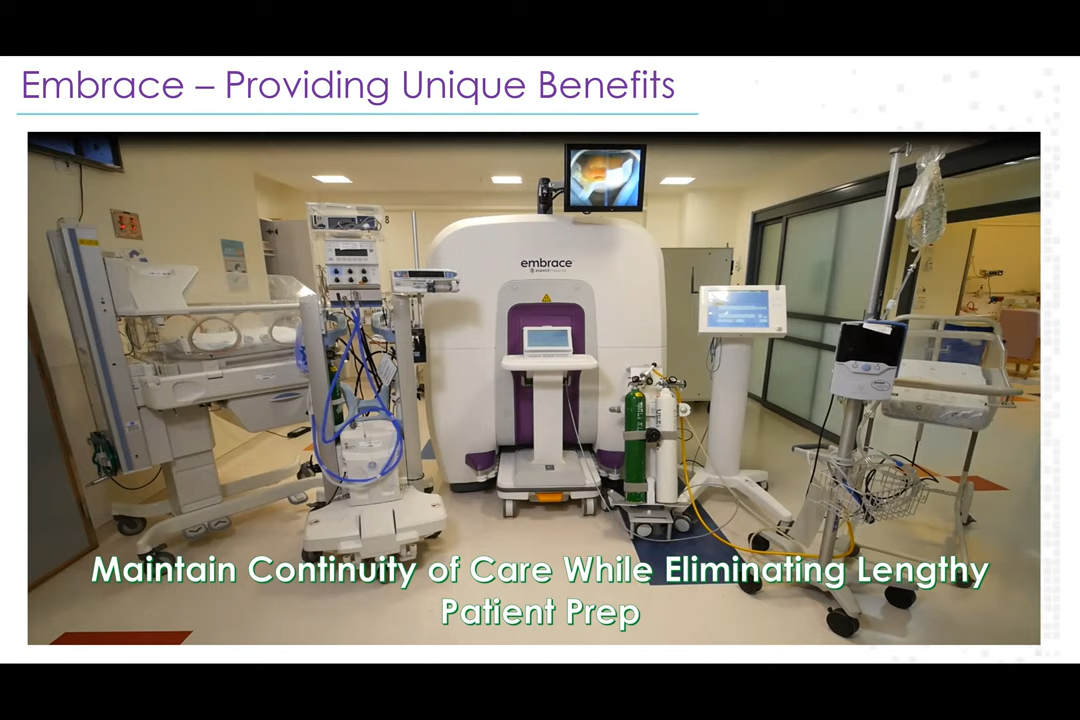 Embrace – Providing Unique Benefits
embrace
Maintain Continuity of Care While Eliminating Lengthy
Patient Prep